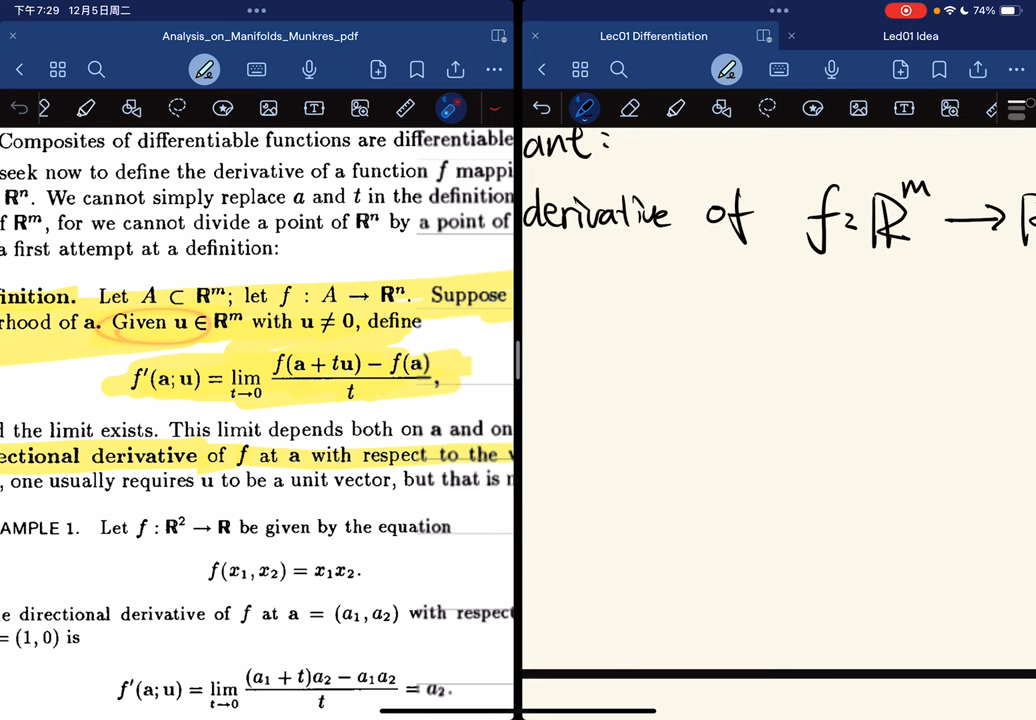 下午7:29 12月5日周二
74%
Analysis_on_Manifolds_Munkres_pdf
Lec01 Differentiation
Led01 Idea
Composites of differentiable functions are differentiable
seek now to define the derivative of a function f mappi
Rⁿ. We cannot simply replace a and t in the definition
f Rᵐ, for we cannot divide a point of Rⁿ by a point of
a first attempt at a definition:
inition. Let A ⊂ Rᵐ; let f : A → Rⁿ. Suppose
rhood of a. Given u ∈ Rᵐ with u ≠ 0, define
f′(a; u) = lim t→0 (f(a + tu) − f(a)) / t,
d the limit exists. This limit depends both on a and on
ectional derivative of f at a with respect to the v
, one usually requires u to be a unit vector, but that is n
AMPLE 1. Let f : R² → R be given by the equation
f(x₁, x₂) = x₁x₂.
e directional derivative of f at a = (a₁, a₂) with respect
= (1, 0) is
f′(a; u) = lim t→0 ((a₁ + t)a₂ − a₁a₂) / t = a₂.
ant:
derivative of f: ℝᵐ → ℝ